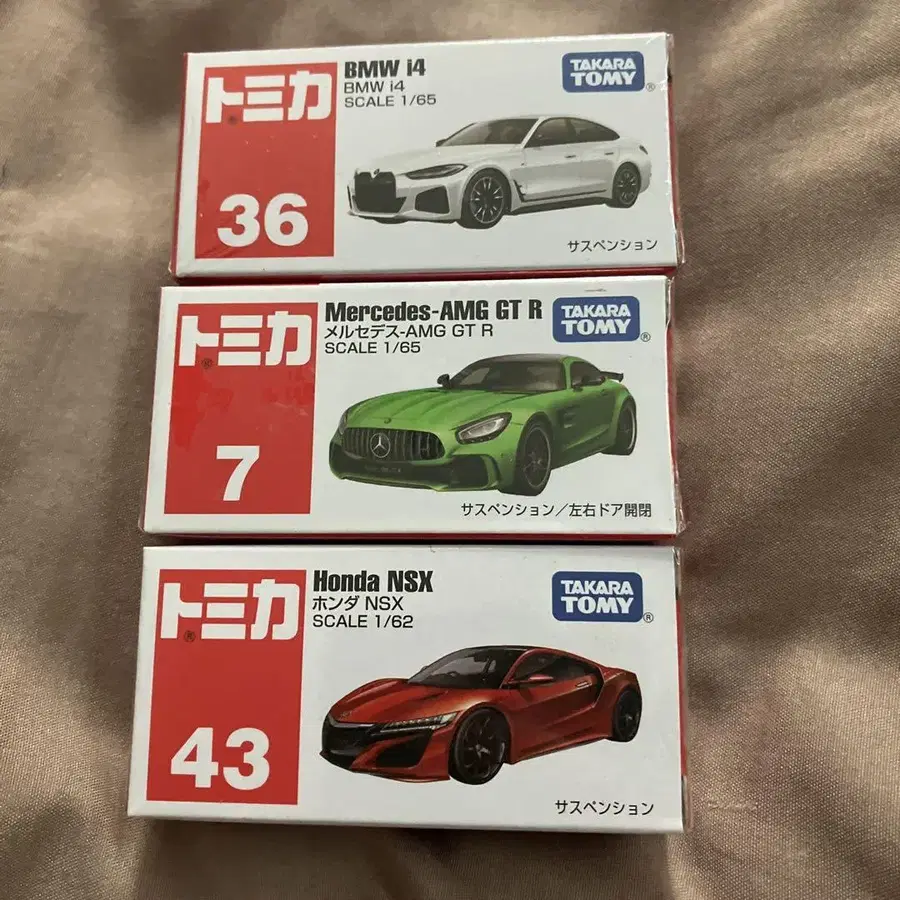 トミカ
36
BMW i4
BMW i4
SCALE 1/65
TAKARA
TOMY
サスペンション
トミカ
7
Mercedes-AMG GT R
メルセデス-AMG GT R
SCALE 1/65
TAKARA
TOMY
サスペンション／左右ドア開閉
トミカ
43
Honda NSX
ホンダ NSX
SCALE 1/62
TAKARA
TOMY
サスペンション